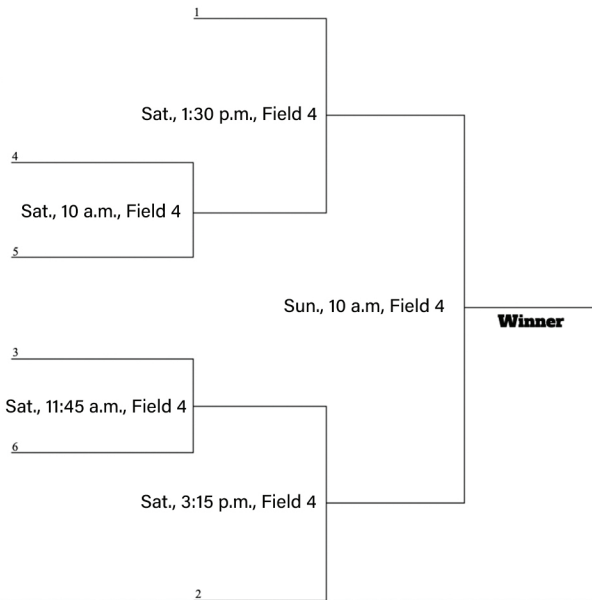 1
Sat., 1:30 p.m., Field 4
4
Sat., 10 a.m., Field 4
5
Sun., 10 a.m, Field 4
Winner
3
Sat., 11:45 a.m., Field 4
6
Sat., 3:15 p.m., Field 4
2